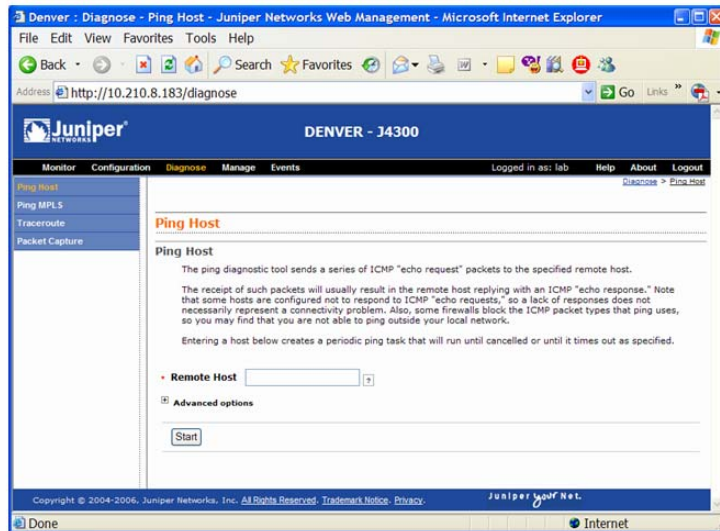 Denver : Diagnose - Ping Host - Juniper Networks Web Management - Microsoft Internet Explorer
File Edit View Favorites Tools Help
Back Search Favorites
Address http://10.210.8.183/diagnose Go Links »
Juniper NETWORKS
DENVER - J4300
Monitor Configuration Diagnose Manage Events Logged in as: lab Help About Logout
Diagnose > Ping Host
Ping Host
Ping MPLS
Traceroute
Packet Capture
Ping Host
Ping Host
The ping diagnostic tool sends a series of ICMP "echo request" packets to the specified remote host.
The receipt of such packets will usually result in the remote host replying with an ICMP "echo response." Note
that some hosts are configured not to respond to ICMP "echo requests," so a lack of responses does not
necessarily represent a connectivity problem. Also, some firewalls block the ICMP packet types that ping uses,
so you may find that you are not able to ping outside your local network.
Entering a host below creates a periodic ping task that will run until cancelled or until it times out as specified.
Remote Host ?
Advanced options
Start
Copyright © 2004-2006, Juniper Networks, Inc. All Rights Reserved. Trademark Notice. Privacy.
Juniper your Net.
Done Internet